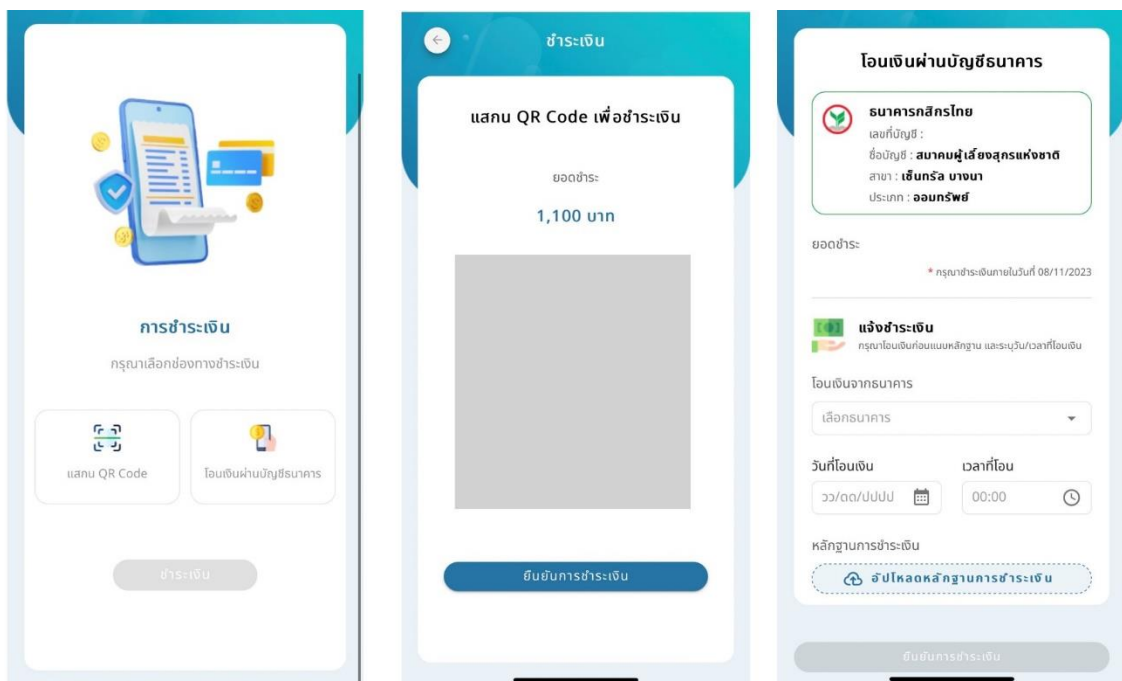 การชำระเงิน
กรุณาเลือกช่องทางชำระเงิน
แสกน QR Code
โอนเงินผ่านบัญชีธนาคาร
ชำระเงิน
ชำระเงิน
แสกน QR Code เพื่อชำระเงิน
ยอดชำระ
1,100 บาท
ยืนยันการชำระเงิน
โอนเงินผ่านบัญชีธนาคาร
ธนาคารกสิกรไทย
เลขที่บัญชี :
ชื่อบัญชี : สมาคมผู้เลี้ยงสุกรแห่งชาติ
สาขา : เซ็นทรัล บางนา
ประเภท : ออมทรัพย์
ยอดชำระ
* กรุณาชำระเงินภายในวันที่ 08/11/2023
แจ้งชำระเงิน
กรุณาโอนเงินก่อนแนบหลักฐาน และระบุวัน/เวลาที่โอนเงิน
โอนเงินจากธนาคาร
เลือกธนาคาร
วันที่โอนเงิน เวลาที่โอน
วว/ดด/ปปปป 00:00
หลักฐานการชำระเงิน
อัปโหลดหลักฐานการชำระเงิน
ยืนยันการชำระเงิน